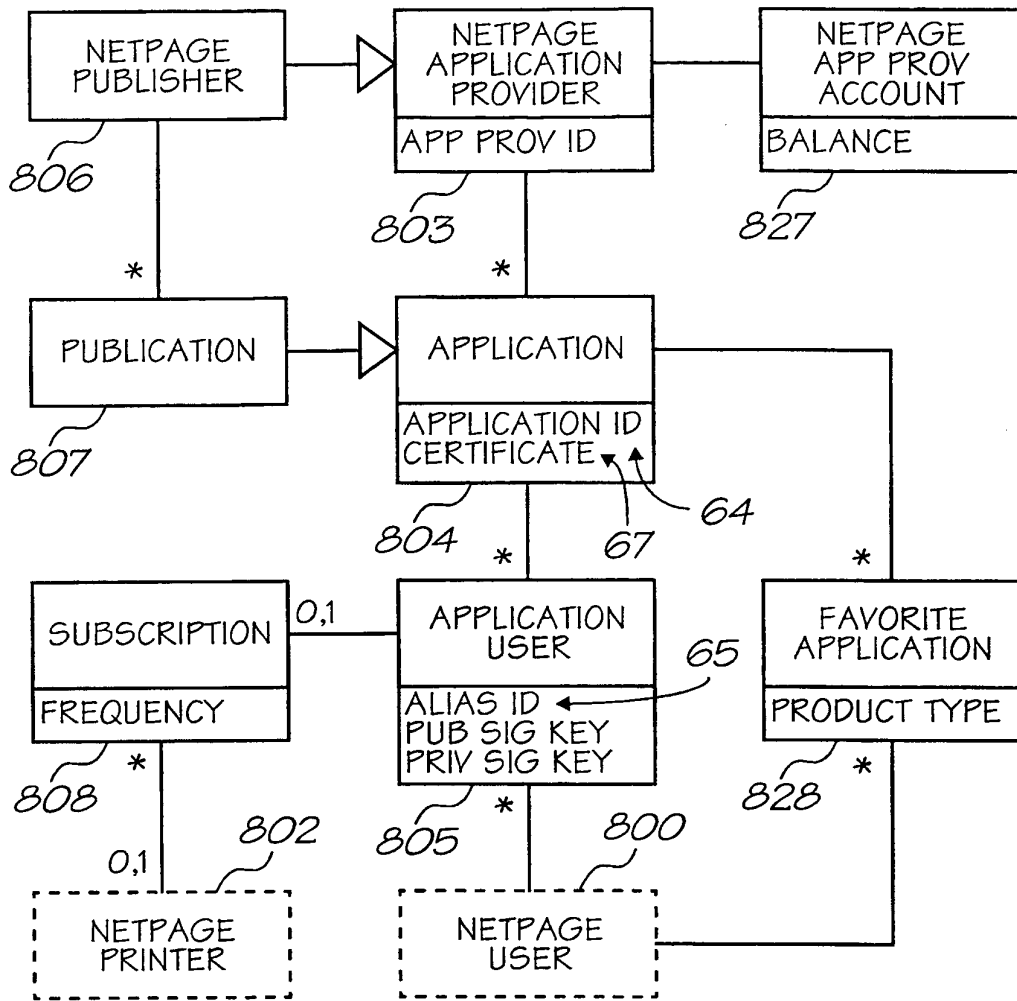 NETPAGE
PUBLISHER
NETPAGE
APPLICATION
PROVIDER
APP PROV ID
NETPAGE
APP PROV
ACCOUNT
BALANCE
806
803
827
*
*
PUBLICATION
APPLICATION
APPLICATION ID
CERTIFICATE
807
804
67
64
*
*
SUBSCRIPTION
FREQUENCY
0,1
APPLICATION
USER
ALIAS ID
PUB SIG KEY
PRIV SIG KEY
65
FAVORITE
APPLICATION
PRODUCT TYPE
808
*
805
*
828
*
802
800
0,1
NETPAGE
PRINTER
NETPAGE
USER